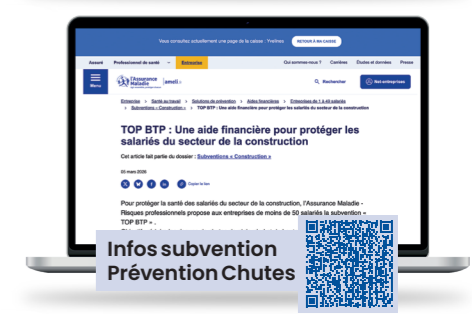 Vous consultez actuellement une page de la caisse : Yvelines
RETOUR À MA CAISSE
Assuré Professionnel de santé Entreprise Qui sommes-nous ? Carrières Études et données Presse
Menu
l'Assurance Maladie ameli.fr Rechercher Net-entreprises
Entreprise > Santé au travail > Solutions de prévention > Aides financières > Entreprises de 1 à 49 salariés
> Subventions « Construction » > TOP BTP : Une aide financière pour protéger les salariés du secteur de la construction
TOP BTP : Une aide financière pour protéger les
salariés du secteur de la construction
Cet article fait partie du dossier : Subventions « Construction »
03 mars 2026
Copier le lien
Pour protéger la santé des salariés du secteur de la construction, l'Assurance Maladie -
Risques professionnels propose aux entreprises de moins de 50 salariés la subvention «
TOP BTP » .
Infos subvention
Prévention Chutes